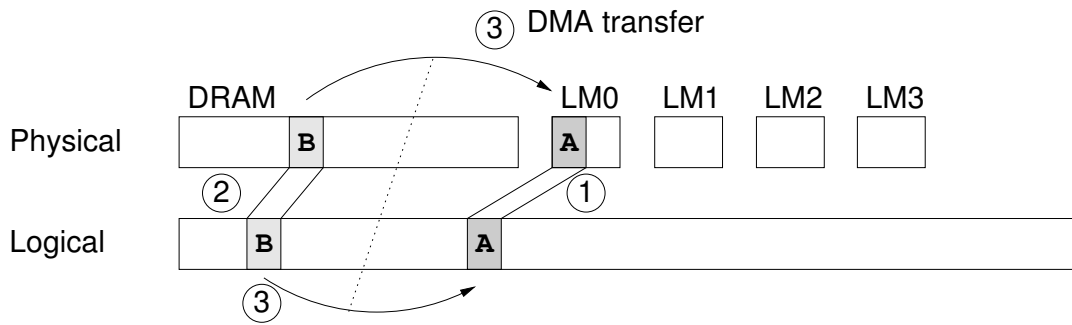 ③ DMA transfer
DRAM LM0 LM1 LM2 LM3
Physical B A
② ①
Logical B A
③